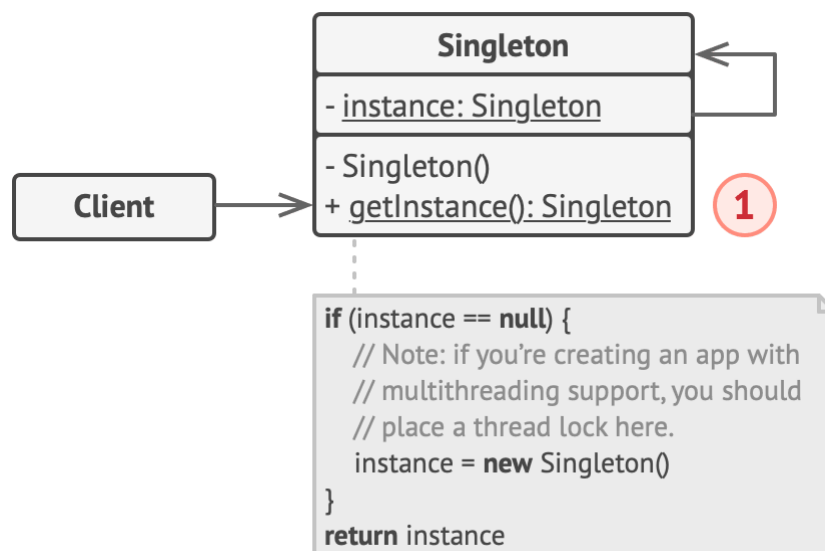 Singleton
- instance: Singleton
- Singleton()
+ getInstance(): Singleton
Client
1
if (instance == null) {
// Note: if you’re creating an app with
// multithreading support, you should
// place a thread lock here.
instance = new Singleton()
}
return instance